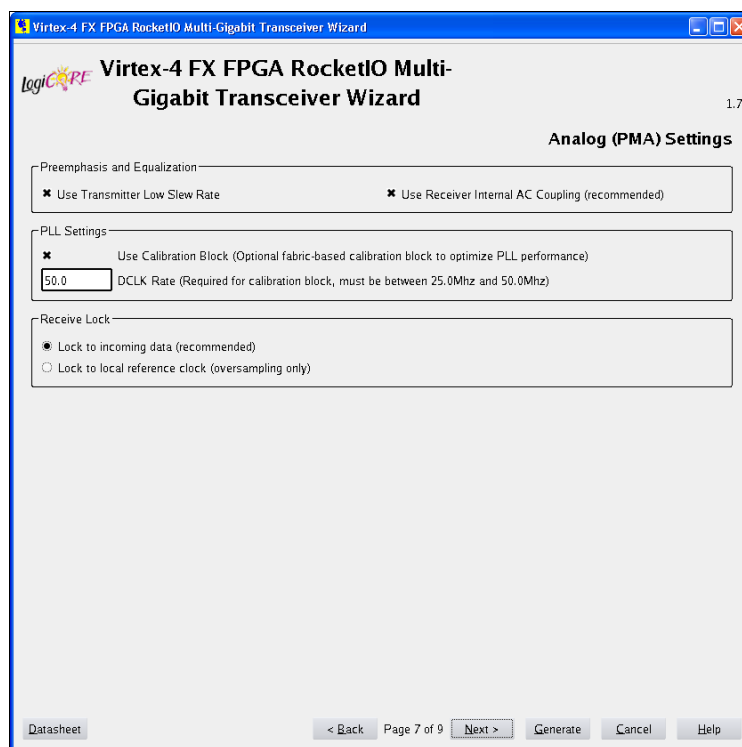 Virtex-4 FX FPGA RocketIO Multi-Gigabit Transceiver Wizard
LogiCORE
Virtex-4 FX FPGA RocketIO Multi-
Gigabit Transceiver Wizard
1.7
Analog (PMA) Settings
Preemphasis and Equalization
Use Transmitter Low Slew Rate
Use Receiver Internal AC Coupling (recommended)
PLL Settings
Use Calibration Block (Optional fabric-based calibration block to optimize PLL performance)
50.0 DCLK Rate (Required for calibration block, must be between 25.0Mhz and 50.0Mhz)
Receive Lock
Lock to incoming data (recommended)
Lock to local reference clock (oversampling only)
Datasheet < Back Page 7 of 9 Next > Generate Cancel Help